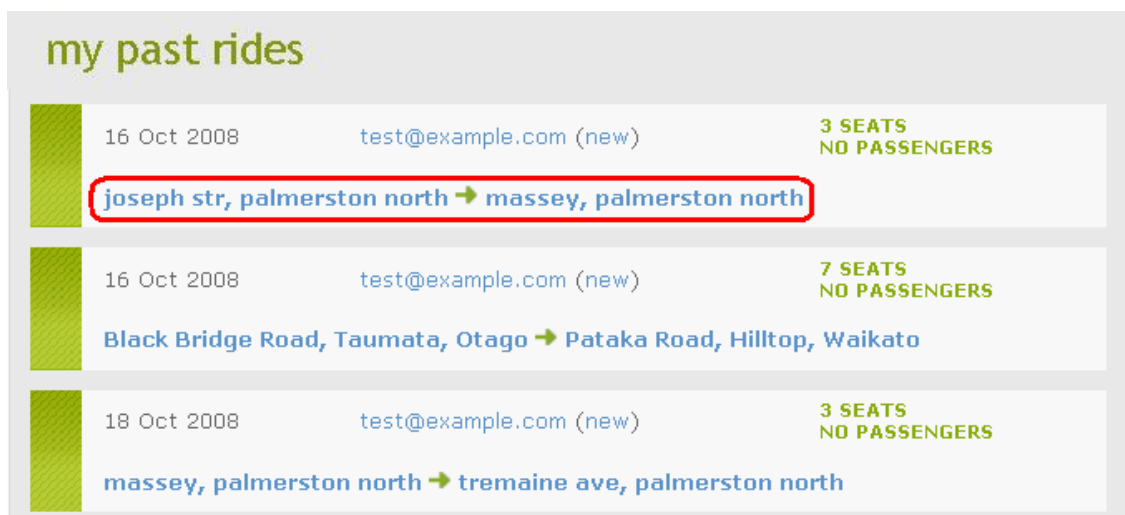 my past rides
16 Oct 2008 test@example.com (new) 3 SEATS
NO PASSENGERS
joseph str, palmerston north → massey, palmerston north
16 Oct 2008 test@example.com (new) 7 SEATS
NO PASSENGERS
Black Bridge Road, Taumata, Otago → Pataka Road, Hilltop, Waikato
18 Oct 2008 test@example.com (new) 3 SEATS
NO PASSENGERS
massey, palmerston north → tremaine ave, palmerston north